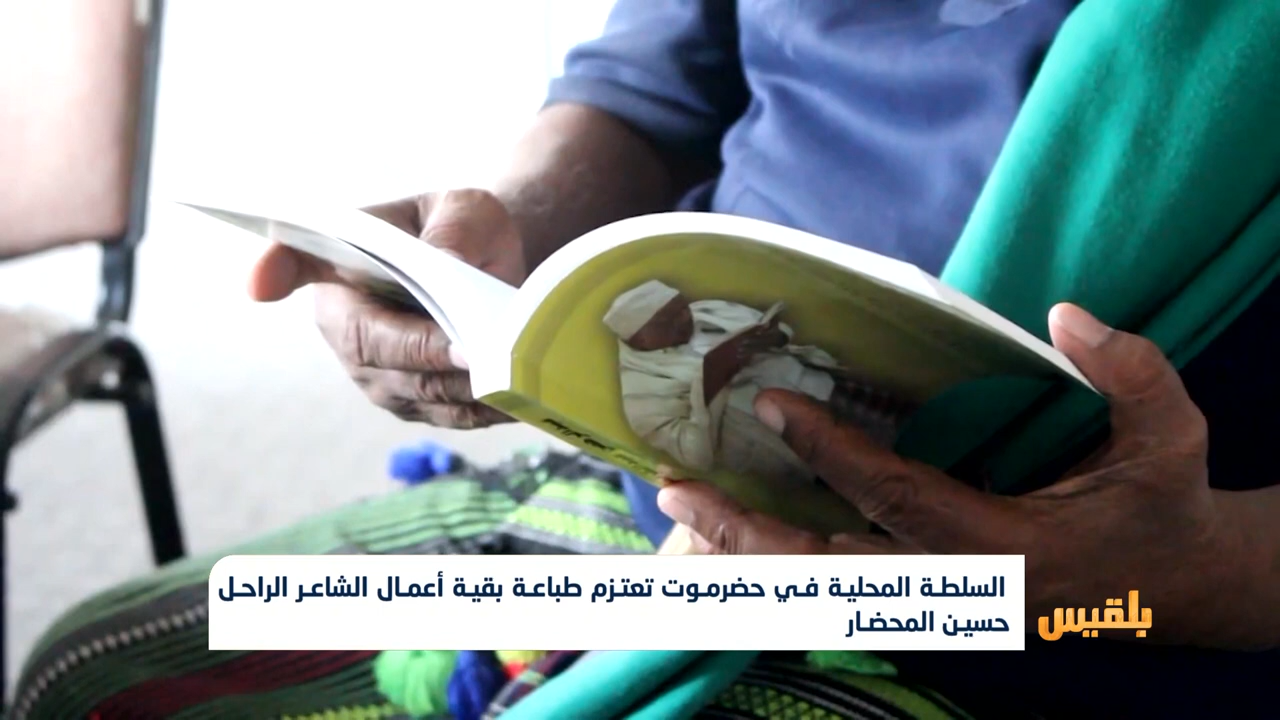 السلطة المحلية في حضرموت تعتزم طباعة بقية أعمال الشاعر الراحل
حسين المحضار
بلقيس